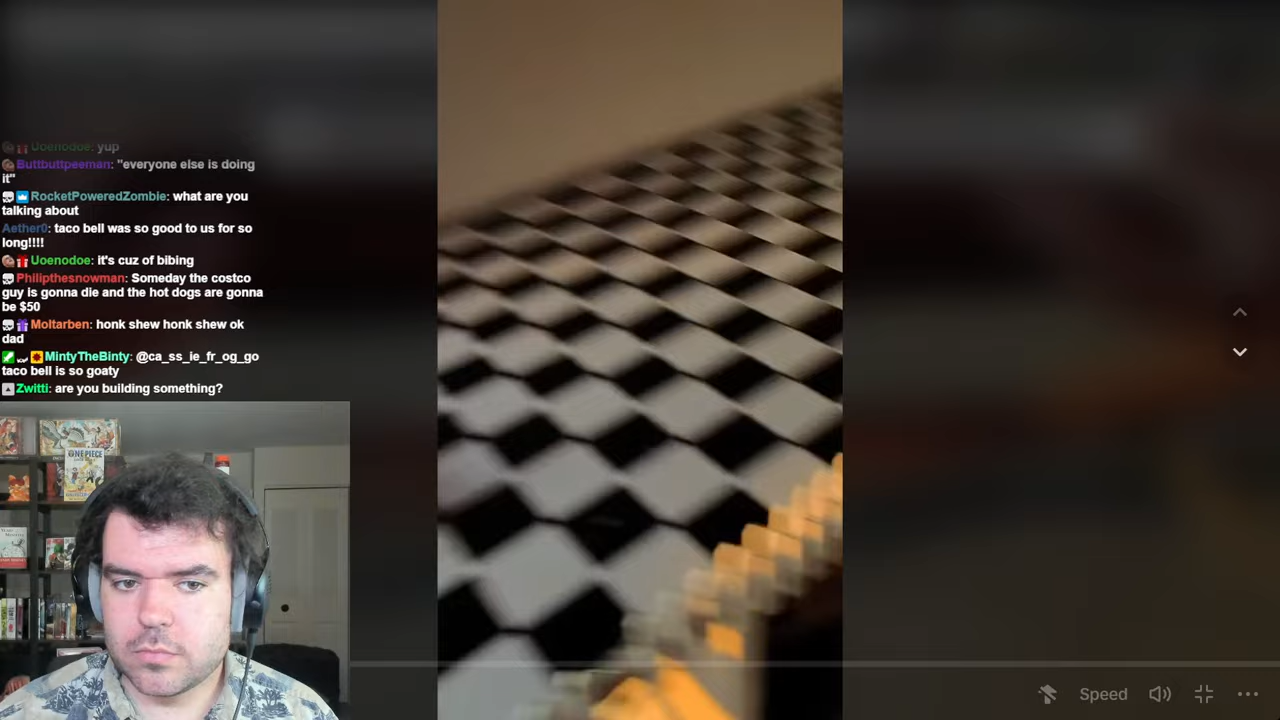 Uoenodoe: yup
Buttbuttpeeman: "everyone else is doing
it"
RocketPoweredZombie: what are you
talking about
Aether0: taco bell was so good to us for so
long!!!!
Uoenodoe: it's cuz of bibing
Philipthesnowman: Someday the costco
guy is gonna die and the hot dogs are gonna
be $50
Moltarben: honk shew honk shew ok
dad
MintyTheBinty: @ca_ss_ie_fr_og_go
taco bell is so goaty
Zwitti: are you building something?
ONE PIECE
Speed